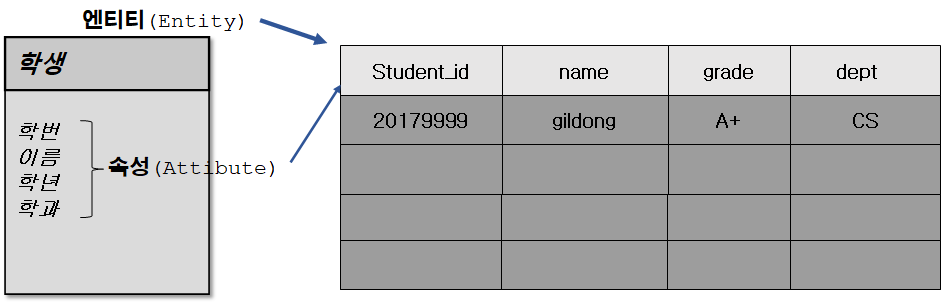 엔티티(Entity)
학생
학번
이름
학년
학과
속성(Attibute)
Student_id name grade dept
20179999 gildong A+ CS